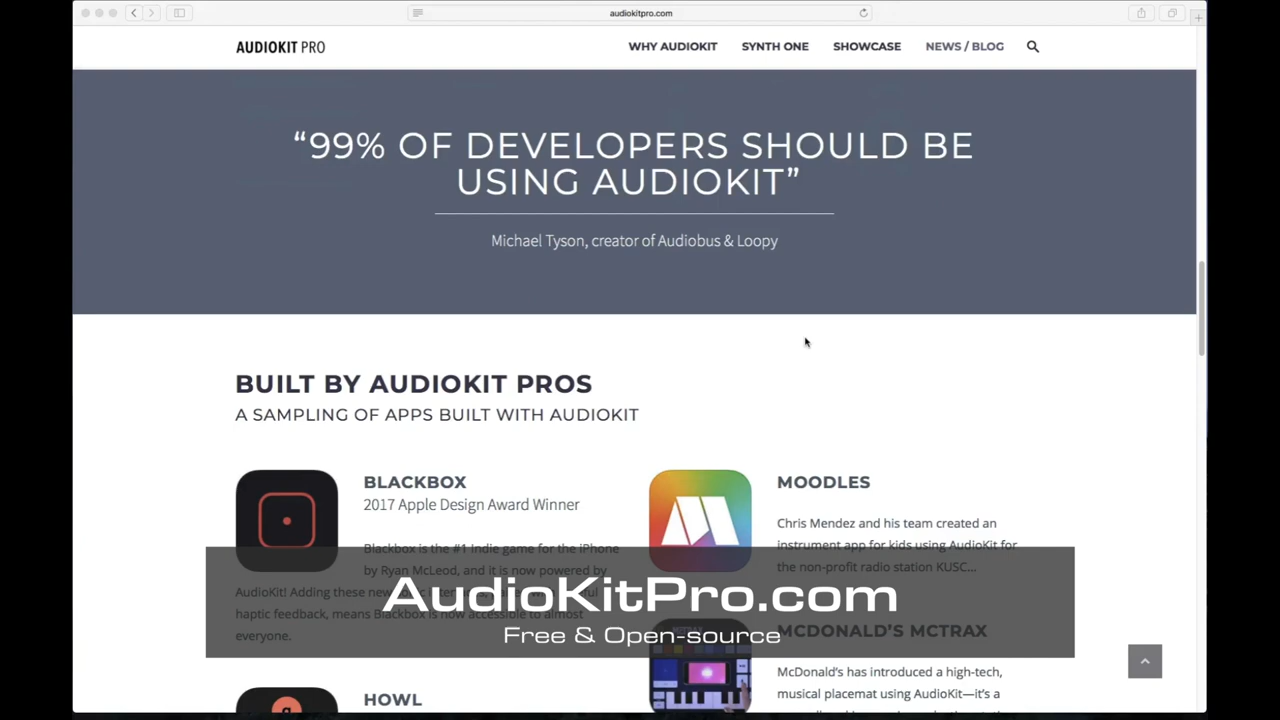 audiokitpro.com
AUDIOKIT PRO
WHY AUDIOKIT
SYNTH ONE
SHOWCASE
NEWS / BLOG
“99% OF DEVELOPERS SHOULD BE
USING AUDIOKIT”
Michael Tyson, creator of Audiobus & Loopy
BUILT BY AUDIOKIT PROS
A SAMPLING OF APPS BUILT WITH AUDIOKIT
BLACKBOX
2017 Apple Design Award Winner
Blackbox is the #1 Indie game for the iPhone
by Ryan McLeod, and it is now powered by
AudioKit! Adding these new
haptic feedback, means Blackbox is now accessible to almost
everyone.
MOODLES
Chris Mendez and his team created an
instrument app for kids using AudioKit for
the non-profit radio station KUSC...
AudioKitPro.com
Free & Open-source
MCDONALD’S MCTRAX
McDonald’s has introduced a high-tech,
musical placemat using AudioKit—it’s a
HOWL